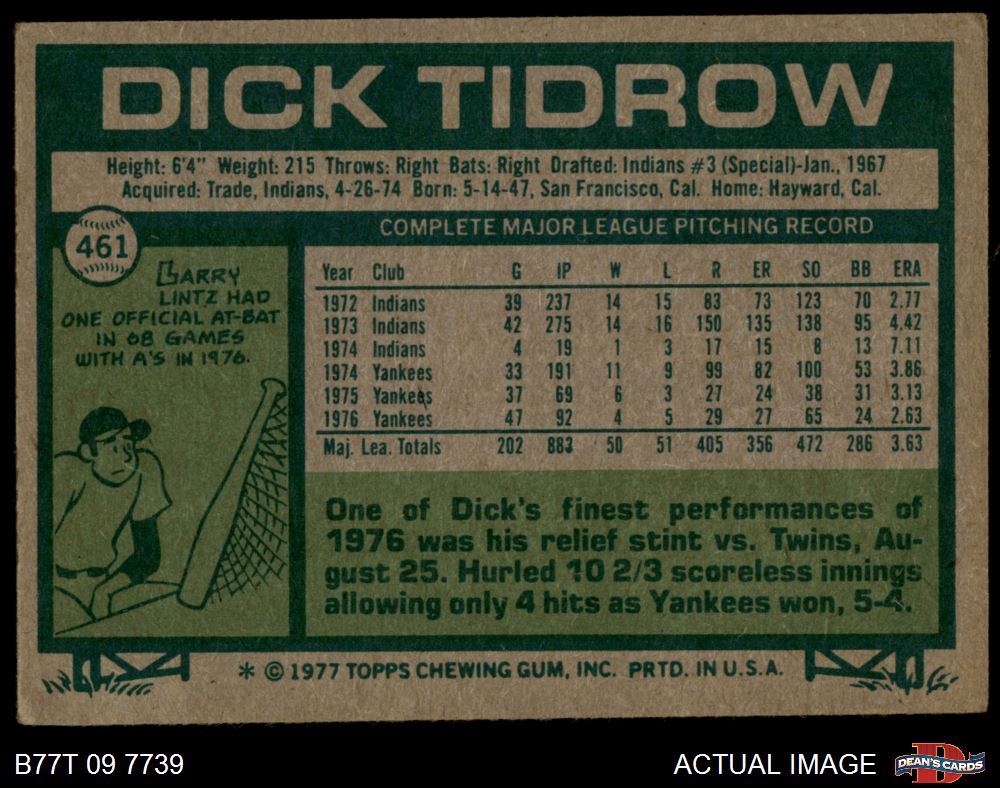 DICK TIDROW
Height: 6'4" Weight: 215 Throws: Right Bats: Right Drafted: Indians #3 (Special)-Jan., 1967
Acquired: Trade, Indians, 4-26-74 Born: 5-14-47, San Francisco, Cal. Home: Hayward, Cal.
461
LARRY
LINTZ HAD
ONE OFFICIAL AT-BAT
IN 68 GAMES
WITH A'S IN 1976.
COMPLETE MAJOR LEAGUE PITCHING RECORD
Year Club G IP W L R ER SO BB ERA
1972 Indians 39 237 14 15 83 73 123 70 2.77
1973 Indians 42 275 14 16 150 135 138 95 4.42
1974 Indians 4 19 1 3 17 15 8 13 7.11
1974 Yankees 33 191 11 9 99 82 100 53 3.86
1975 Yankees 37 69 6 3 27 24 38 31 3.13
1976 Yankees 47 92 4 5 29 27 65 24 2.63
Maj. Lea. Totals 202 883 50 51 405 356 472 286 3.63
One of Dick's finest performances of
1976 was his relief stint vs. Twins, Au-
gust 25. Hurled 10 2/3 scoreless innings
allowing only 4 hits as Yankees won, 5-4.
* © 1977 TOPPS CHEWING GUM, INC. PRTD. IN U.S.A.
B77T 09 7739
ACTUAL IMAGE
DEAN'S CARDS